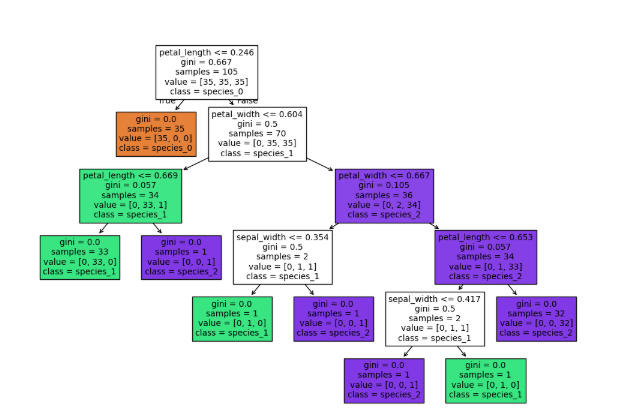 petal_length <= 0.246
gini = 0.667
samples = 105
value = [35, 35, 35]
class = species_0
True
False
gini = 0.0
samples = 35
value = [35, 0, 0]
class = species_0
petal_width <= 0.604
gini = 0.5
samples = 70
value = [0, 35, 35]
class = species_1
petal_length <= 0.669
gini = 0.057
samples = 34
value = [0, 33, 1]
class = species_1
petal_width <= 0.667
gini = 0.105
samples = 36
value = [0, 2, 34]
class = species_2
gini = 0.0
samples = 33
value = [0, 33, 0]
class = species_1
gini = 0.0
samples = 1
value = [0, 0, 1]
class = species_2
sepal_width <= 0.354
gini = 0.5
samples = 2
value = [0, 1, 1]
class = species_1
petal_length <= 0.653
gini = 0.057
samples = 34
value = [0, 1, 33]
class = species_2
gini = 0.0
samples = 1
value = [0, 1, 0]
class = species_1
gini = 0.0
samples = 1
value = [0, 0, 1]
class = species_2
sepal_width <= 0.417
gini = 0.5
samples = 2
value = [0, 1, 1]
class = species_1
gini = 0.0
samples = 32
value = [0, 0, 32]
class = species_2
gini = 0.0
samples = 1
value = [0, 0, 1]
class = species_2
gini = 0.0
samples = 1
value = [0, 1, 0]
class = species_1